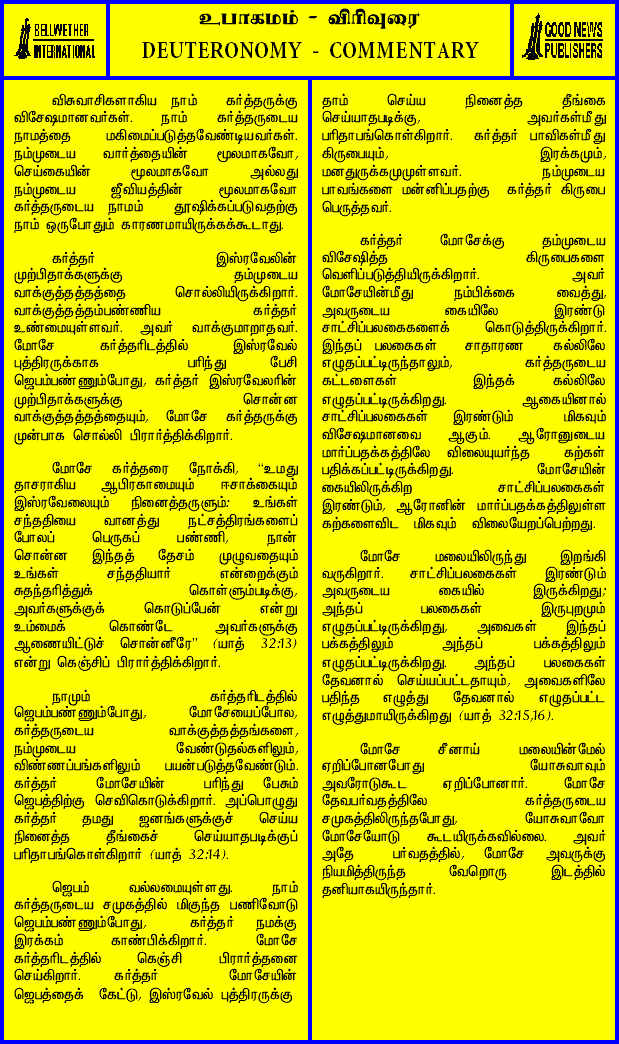 BELLWETHER
INTERNATIONAL
உபாகமம் - விரிவுரை
DEUTERONOMY - COMMENTARY
GOOD NEWS
PUBLISHERS
விசுவாசிகளாகிய நாம் கர்த்தருக்கு
விசேஷமானவர்கள். நாம் கர்த்தருடைய
நாமத்தை மகிமைப்படுத்தவேண்டியவர்கள்.
நம்முடைய வார்த்தையின் மூலமாகவோ,
செய்கையின் மூலமாகவோ அல்லது
நம்முடைய ஜீவியத்தின் மூலமாகவோ
கர்த்தருடைய நாமம் தூஷிக்கப்படுவதற்கு
நாம் ஒருபோதும் காரணமாயிருக்கக்கூடாது.
கர்த்தர் இஸ்ரவேலின்
முற்பிதாக்களுக்கு தம்முடைய
வாக்குத்தத்தத்தை சொல்லியிருக்கிறார்.
வாக்குத்தத்தம்பண்ணிய கர்த்தர்
உண்மையுள்ளவர். அவர் வாக்குமாறாதவர்.
மோசே கர்த்தரிடத்தில் இஸ்ரவேல்
புத்திரருக்காக பரிந்து பேசி
ஜெபம்பண்ணும்போது, கர்த்தர் இஸ்ரவேலரின்
முற்பிதாக்களுக்கு சொன்ன
வாக்குத்தத்தத்தையும், மோசே கர்த்தருக்கு
முன்பாக சொல்லி பிரார்த்திக்கிறார்.
மோசே கர்த்தரை நோக்கி, “உமது
தாசராகிய ஆபிரகாமையும் ஈசாக்கையும்
இஸ்ரவேலையும் நினைத்தருளும்; உங்கள்
சந்ததியை வானத்து நட்சத்திரங்களைப்
போலப் பெருகப் பண்ணி, நான்
சொன்ன இந்தத் தேசம் முழுவதையும்
உங்கள் சந்ததியார் என்றைக்கும்
சுதந்தரித்துக் கொள்ளும்படிக்கு,
அவர்களுக்குக் கொடுப்பேன் என்று
உம்மைக் கொண்டே அவர்களுக்கு
ஆணையிட்டுச் சொன்னீரே” (யாத் 32:13)
என்று கெஞ்சிப் பிரார்த்திக்கிறார்.
நாமும் கர்த்தரிடத்தில்
ஜெபம்பண்ணும்போது, மோசேயைப்போல,
கர்த்தருடைய வாக்குத்தத்தங்களை,
நம்முடைய வேண்டுதல்களிலும்,
விண்ணப்பங்களிலும் பயன்படுத்தவேண்டும்.
கர்த்தர் மோசேயின் பரிந்து பேசும்
ஜெபத்திற்கு செவிகொடுக்கிறார். அப்பொழுது
கர்த்தர் தமது ஜனங்களுக்குச் செய்ய
நினைத்த தீங்கைச் செய்யாதபடிக்குப்
பரிதாபங்கொள்கிறார் (யாத் 32:14).
ஜெபம் வல்லமையுள்ளது. நாம்
கர்த்தருடைய சமுகத்தில் மிகுந்த பணிவோடு
ஜெபம்பண்ணும்போது, கர்த்தர் நமக்கு
இரக்கம் காண்பிக்கிறார். மோசே
கர்த்தரிடத்தில் கெஞ்சி பிரார்த்தனை
செய்கிறார். கர்த்தர் மோசேயின்
ஜெபத்தைக் கேட்டு, இஸ்ரவேல் புத்திரருக்கு
தாம் செய்ய நினைத்த தீங்கை
செய்யாதபடிக்கு, அவர்கள்மீது
பரிதாபங்கொள்கிறார். கர்த்தர் பாவிகள்மீது
கிருபையும், இரக்கமும்,
மனதுருக்கமுமுள்ளவர். நம்முடைய
பாவங்களை மன்னிப்பதற்கு கர்த்தர் கிருபை
பெருத்தவர்.
கர்த்தர் மோசேக்கு தம்முடைய
விசேஷித்த கிருபைகளை
வெளிப்படுத்தியிருக்கிறார். அவர்
மோசேயின்மீது நம்பிக்கை வைத்து,
அவருடைய கையிலே இரண்டு
சாட்சிப்பலகைகளைக் கொடுத்திருக்கிறார்.
இந்தப் பலகைகள் சாதாரண கல்லிலே
எழுதப்பட்டிருந்தாலும், கர்த்தருடைய
கட்டளைகள் இந்தக் கல்லிலே
எழுதப்பட்டிருக்கிறது. ஆகையினால்
சாட்சிப்பலகைகள் இரண்டும் மிகவும்
விசேஷமானவை ஆகும். ஆரோனுடைய
மார்ப்பதக்கத்திலே விலையுயர்ந்த கற்கள்
பதிக்கப்பட்டிருக்கிறது. மோசேயின்
கையிலிருக்கிற சாட்சிப்பலகைகள்
இரண்டும், ஆரோனின் மார்ப்பதக்கத்திலுள்ள
கற்களைவிட மிகவும் விலையேறப்பெற்றது.
மோசே மலையிலிருந்து இறங்கி
வருகிறார். சாட்சிப்பலகைகள் இரண்டும்
அவருடைய கையில் இருக்கிறது;
அந்தப் பலகைகள் இருபுறமும்
எழுதப்பட்டிருக்கிறது. அவைகள் இந்தப்
பக்கத்திலும் அந்தப் பக்கத்திலும்
எழுதப்பட்டிருக்கிறது. அந்தப் பலகைகள்
தேவனால் செய்யப்பட்டதாயும், அவைகளிலே
பதிந்த எழுத்து தேவனால் எழுதப்பட்ட
எழுத்துமாயிருக்கிறது (யாத் 32:15,16).
மோசே சீனாய் மலையின்மேல்
ஏறிப்போனபோது யோசுவாவும்
அவரோடுகூட ஏறிப்போனார். மோசே
தேவபர்வதத்திலே கர்த்தருடைய
சமுகத்திலிருந்தபோது, யோசுவாவோ
மோசேயோடு கூடயிருக்கவில்லை. அவர்
அதே பர்வதத்தில், மோசே அவருக்கு
நியமித்திருந்த வேறொரு இடத்தில்
தனியாகயிருந்தார்.